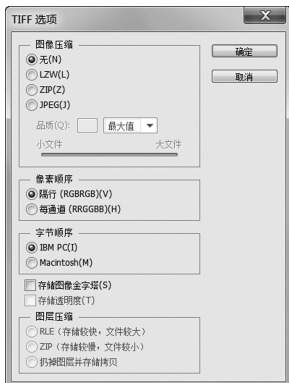 TIFF 选项
图像压缩
无(N)
LZW(L)
ZIP(Z)
JPEG(J)
品质(Q):
最大值
小文件
大文件
确定
取消
像素顺序
隔行 (RGBRGB)(V)
每通道 (RRGGBB)(H)
字节顺序
IBM PC(I)
Macintosh(M)
存储图像金字塔(S)
存储透明度(T)
图层压缩
RLE（存储较快，文件较大）
ZIP（存储较慢，文件较小）
扔掉图层并存储拷贝